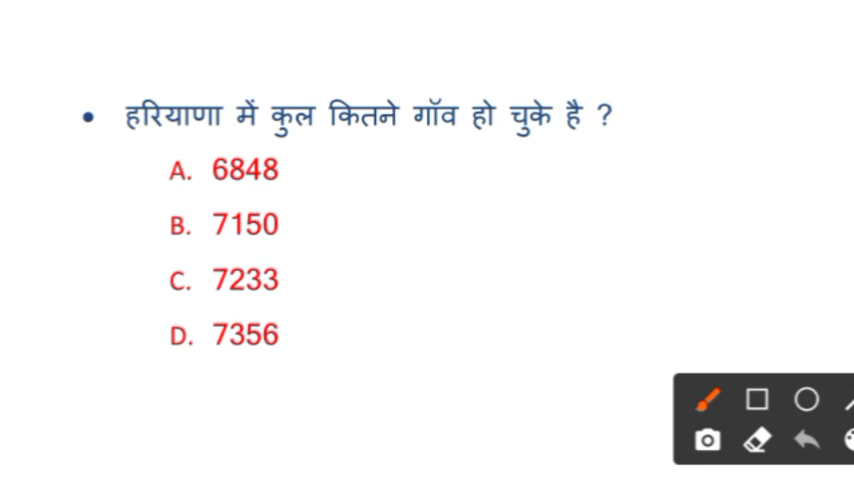 • हरियाणा में कुल कितने गॉव हो चुके है ?
A. 6848
B. 7150
C. 7233
D. 7356